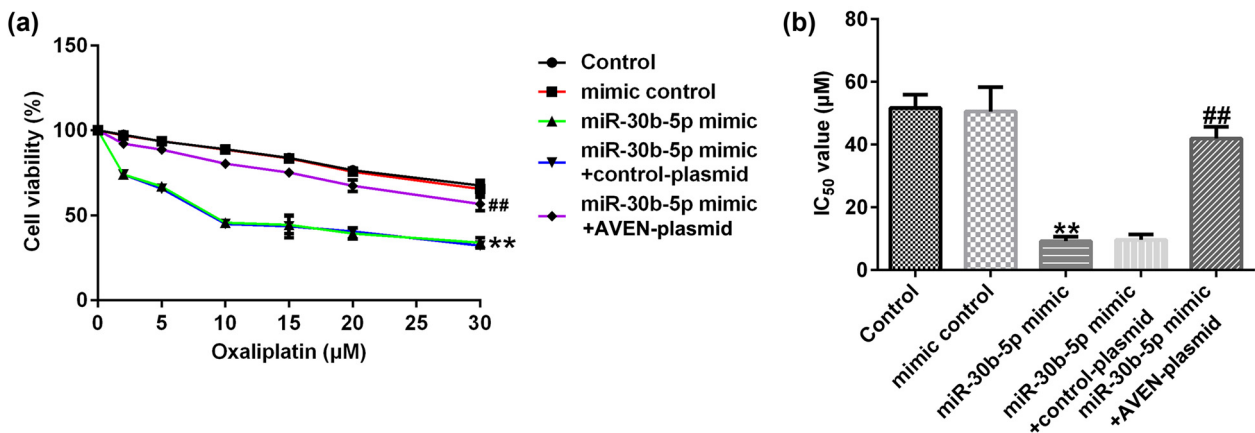 (a)
150
100
50
0
Cell viability (%)
0
5
10
15
20
25
30
Oxaliplatin (µM)
##
**
Control
mimic control
miR-30b-5p mimic
miR-30b-5p mimic
+control-plasmid
miR-30b-5p mimic
+AVEN-plasmid
(b)
80
60
40
20
0
IC50 value (µM)
**
##
Control
mimic control
miR-30b-5p mimic
miR-30b-5p mimic
+control-plasmid
miR-30b-5p mimic
+AVEN-plasmid